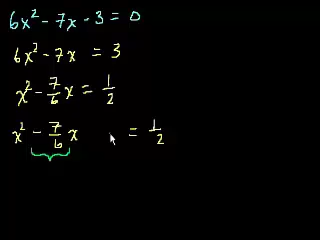 6x² - 7x - 3 = 0
6x² - 7x = 3
x² - 7/6 x = 1/2
x² - 7/6 x = 1/2